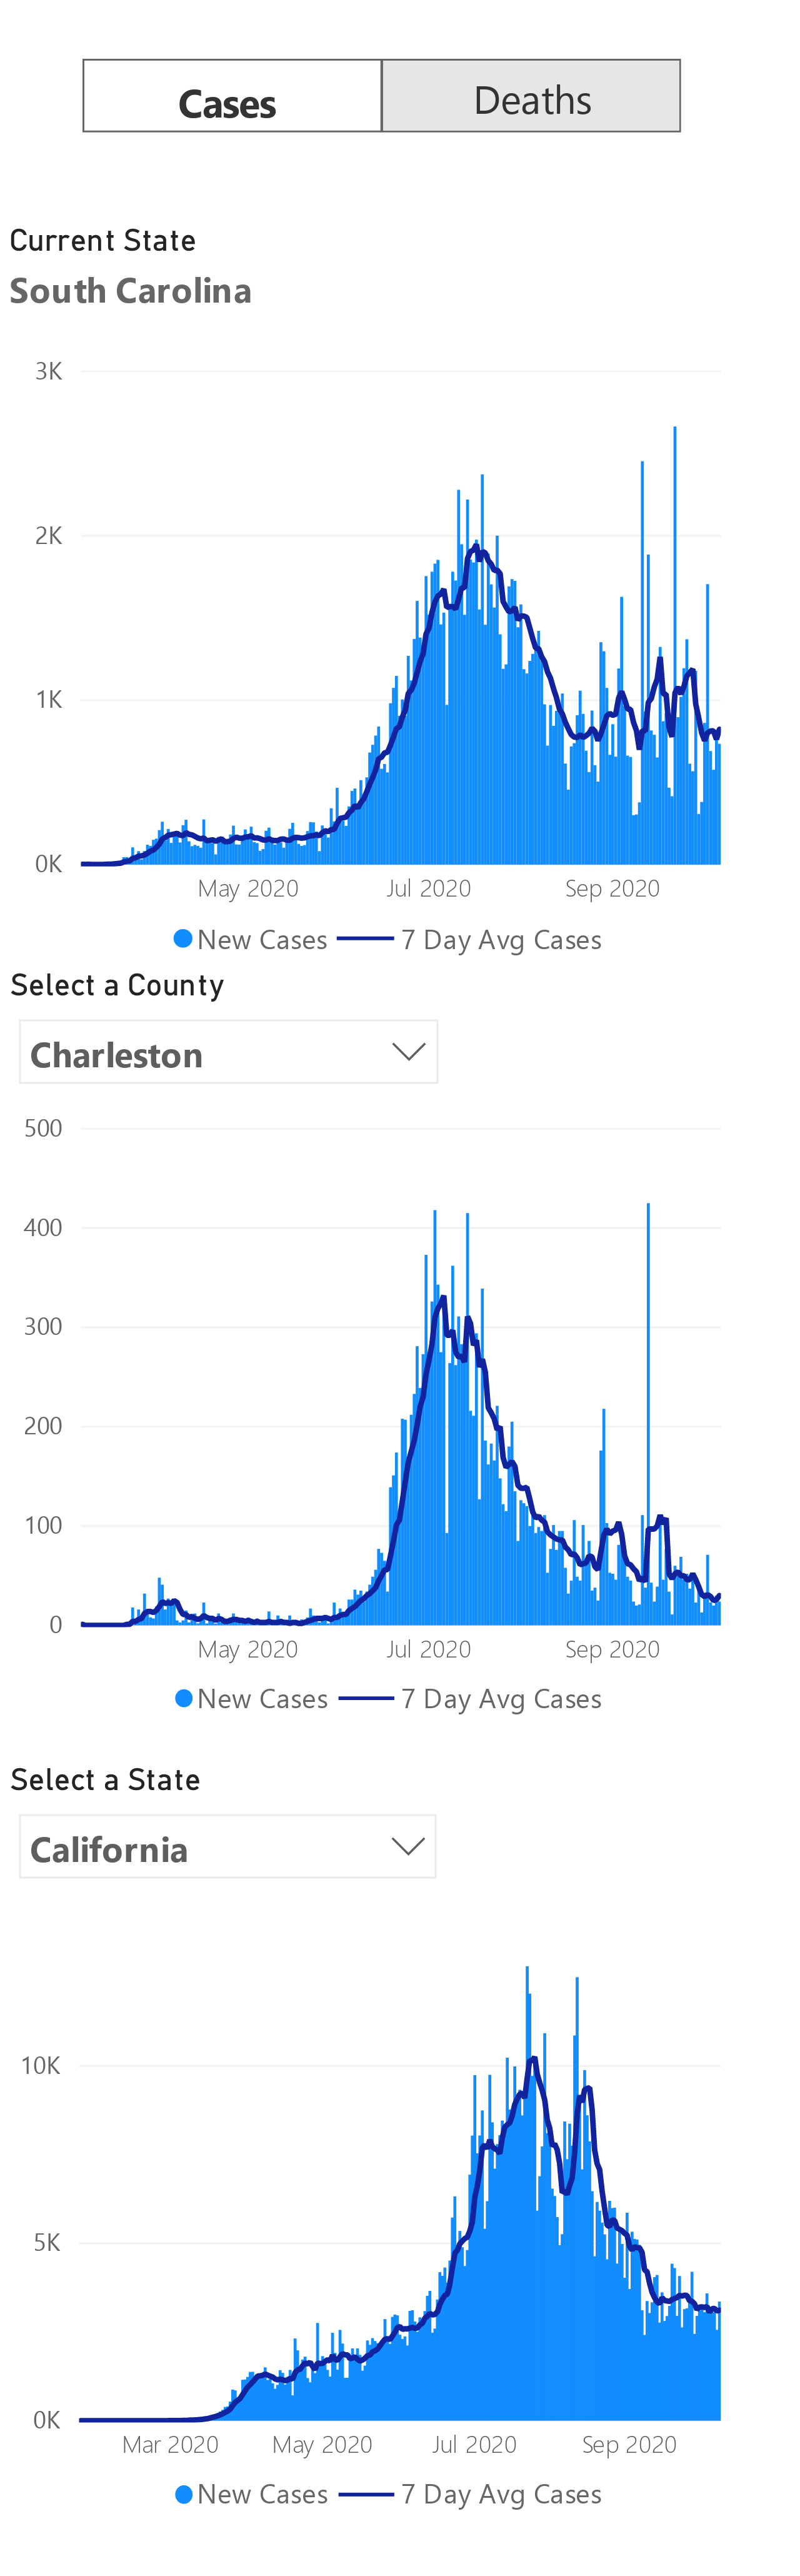 Cases Deaths
Current State
South Carolina
3K
2K
1K
0K
May 2020 Jul 2020 Sep 2020
New Cases 7 Day Avg Cases
Select a County
Charleston
500
400
300
200
100
0
May 2020 Jul 2020 Sep 2020
New Cases 7 Day Avg Cases
Select a State
California
10K
5K
0K
Mar 2020 May 2020 Jul 2020 Sep 2020
New Cases 7 Day Avg Cases